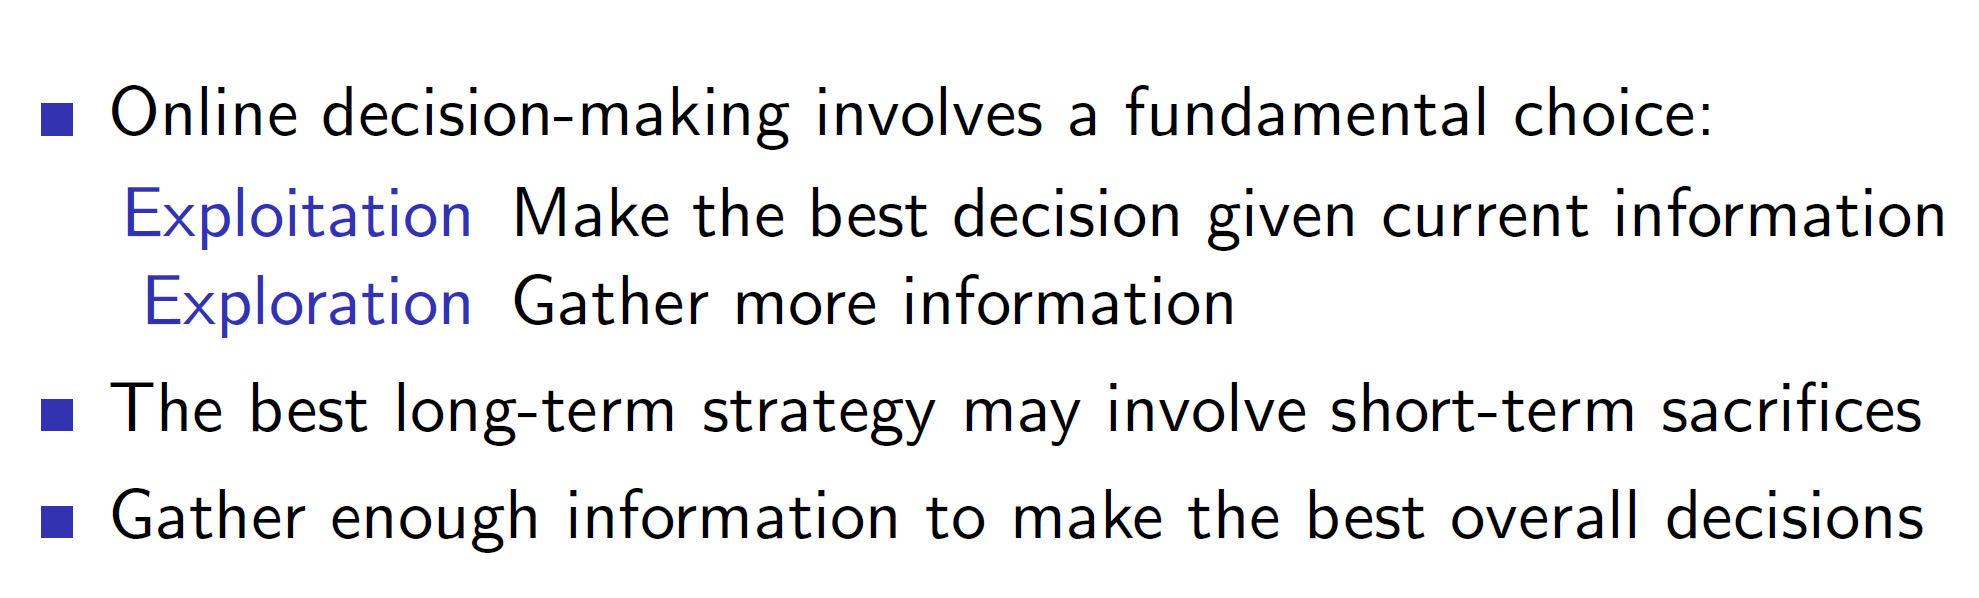 Online decision-making involves a fundamental choice:
Exploitation Make the best decision given current information
Exploration Gather more information
The best long-term strategy may involve short-term sacrifices
Gather enough information to make the best overall decisions